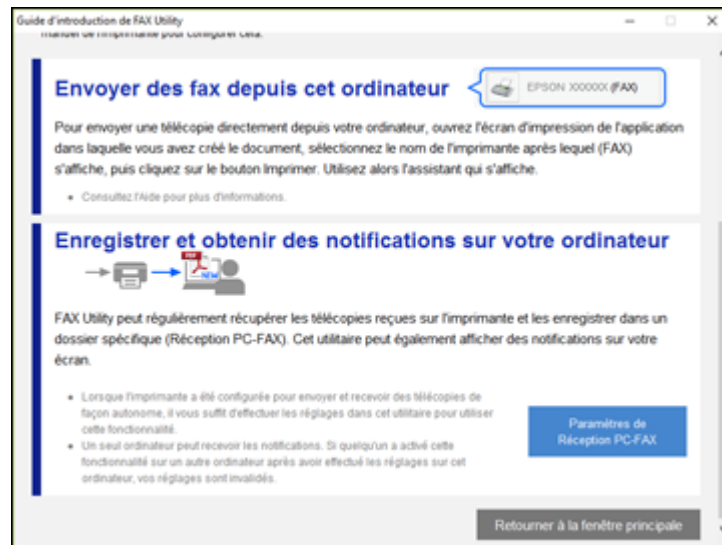 Guide d'introduction de FAX Utility
manuel de l'imprimante pour configurer cela.
Envoyer des fax depuis cet ordinateur
EPSON XXXXXX (FAX)
Pour envoyer une télécopie directement depuis votre ordinateur, ouvrez l'écran d'impression de l'application
dans laquelle vous avez créé le document, sélectionnez le nom de l'imprimante après lequel (FAX)
s'affiche, puis cliquez sur le bouton Imprimer. Utilisez alors l'assistant qui s'affiche.
• Consultez l'Aide pour plus d'informations.
Enregistrer et obtenir des notifications sur votre ordinateur
PDF
NEW
FAX Utility peut régulièrement récupérer les télécopies reçues sur l'imprimante et les enregistrer dans un
dossier spécifique (Réception PC-FAX). Cet utilitaire peut également afficher des notifications sur votre
écran.
• Lorsque l'imprimante a été configurée pour envoyer et recevoir des télécopies de
façon autonome, il vous suffit d'effectuer les réglages dans cet utilitaire pour utiliser
cette fonctionnalité.
• Un seul ordinateur peut recevoir les notifications. Si quelqu'un a activé cette
fonctionnalité sur un autre ordinateur après avoir effectué les réglages sur cet
ordinateur, vos réglages sont invalidés.
Paramètres de
Réception PC-FAX
Retourner à la fenêtre principale